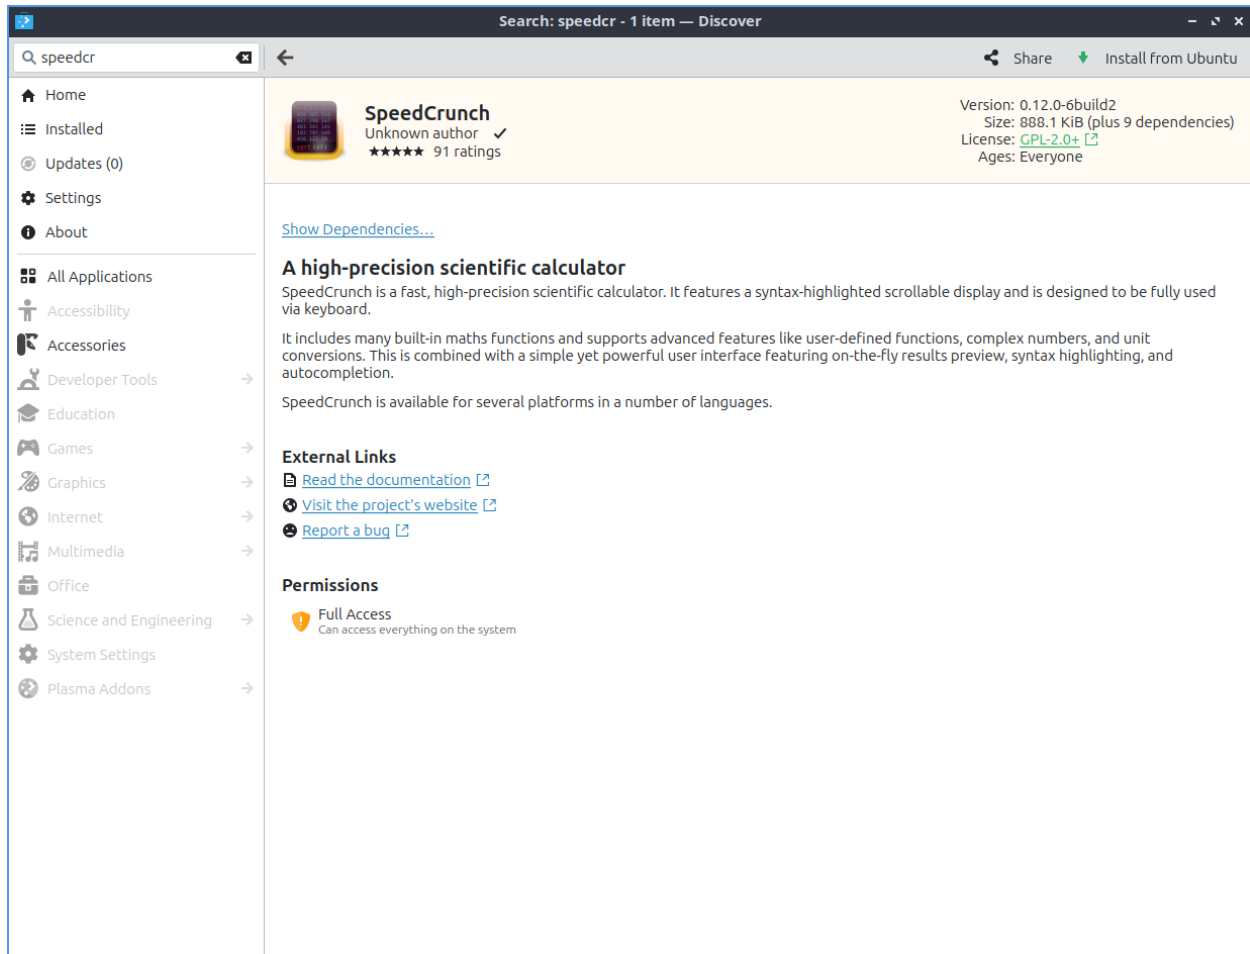 Search: speedcr - 1 item — Discover
speedcr
Share
Install from Ubuntu
Home
Installed
Updates (0)
Settings
About
All Applications
Accessibility
Accessories
Developer Tools
Education
Games
Graphics
Internet
Multimedia
Office
Science and Engineering
System Settings
Plasma Addons
SpeedCrunch
Unknown author
91 ratings
Version: 0.12.0-6build2
Size: 888.1 KiB (plus 9 dependencies)
License: GPL-2.0+
Ages: Everyone
Show Dependencies…
A high-precision scientific calculator
SpeedCrunch is a fast, high-precision scientific calculator. It features a syntax-highlighted scrollable display and is designed to be fully used
via keyboard.
It includes many built-in maths functions and supports advanced features like user-defined functions, complex numbers, and unit
conversions. This is combined with a simple yet powerful user interface featuring on-the-fly results preview, syntax highlighting, and
autocompletion.
SpeedCrunch is available for several platforms in a number of languages.
External Links
Read the documentation
Visit the project's website
Report a bug
Permissions
Full Access
Can access everything on the system